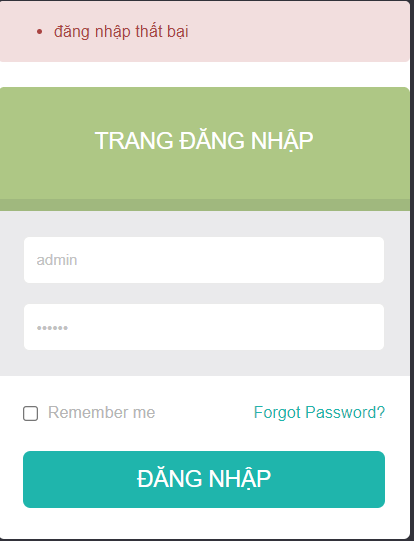 đăng nhập thất bại
TRANG ĐĂNG NHẬP
admin
••••••
Remember me
Forgot Password?
ĐĂNG NHẬP